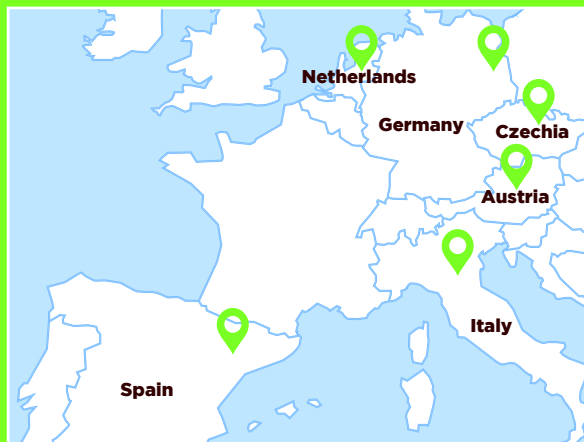 Netherlands
Germany
Czechia
Austria
Italy
Spain